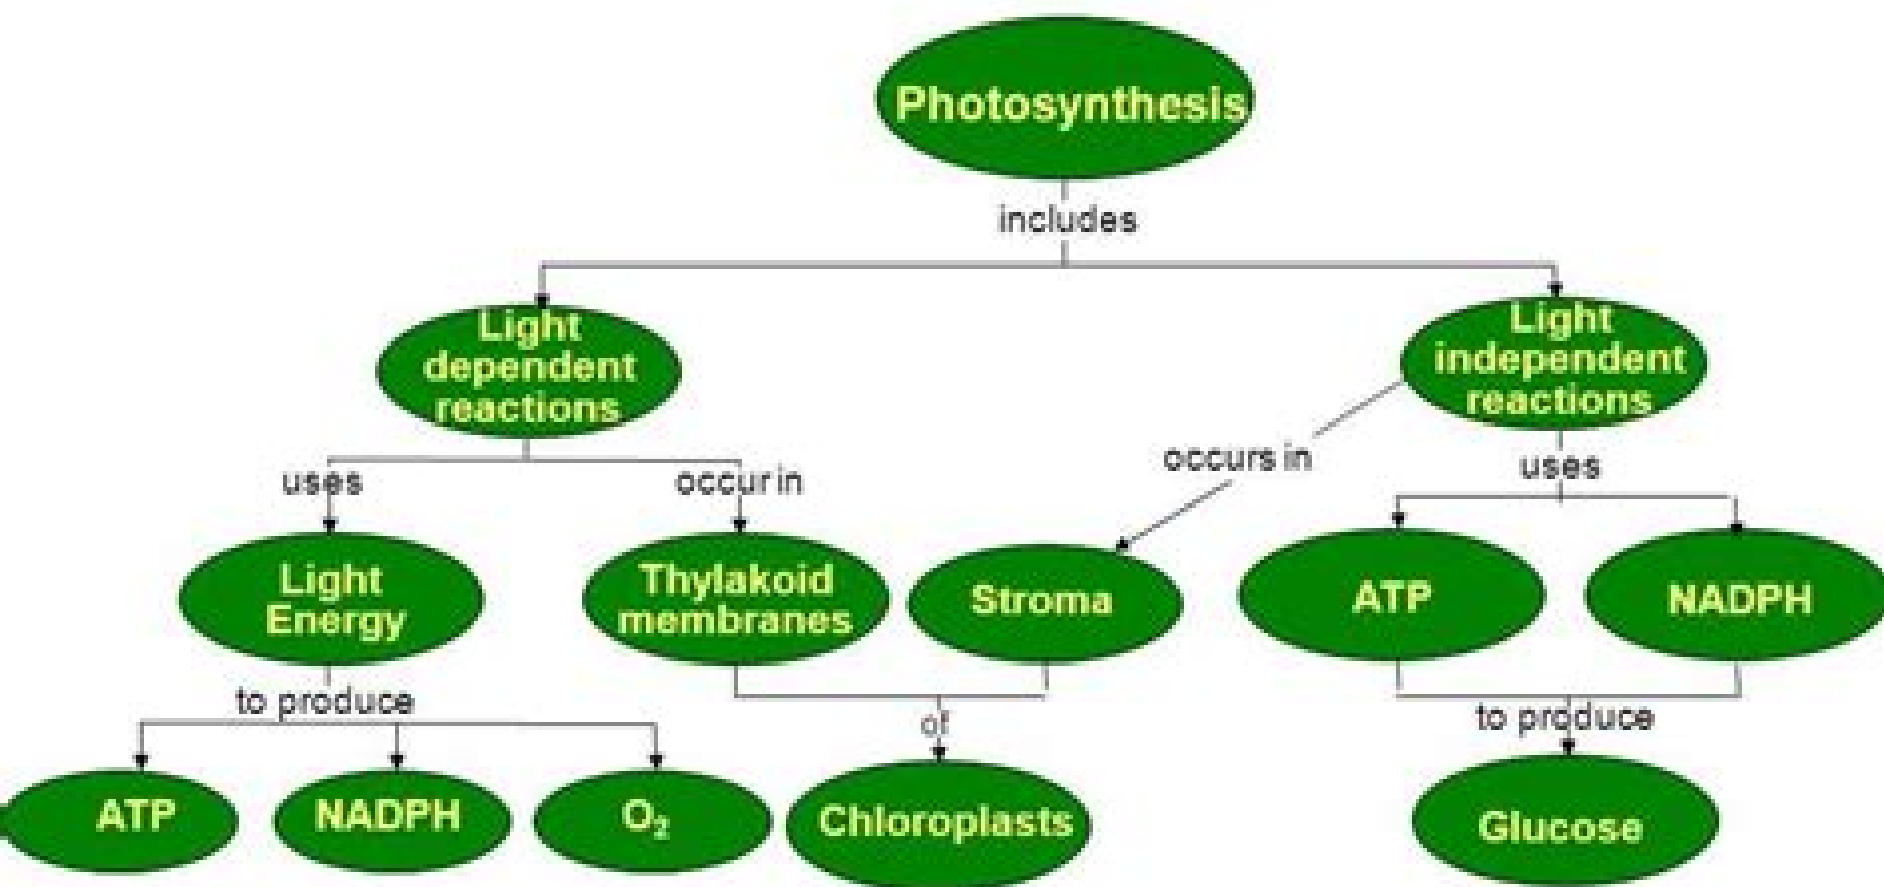 Photosynthesis
includes
Light
dependent
reactions
Light
independent
reactions
uses
occur in
occurs in
uses
Light
Energy
Thylakoid
membranes
Stroma
ATP
NADPH
to produce
of
to produce
ATP
NADPH
O₂
Chloroplasts
Glucose